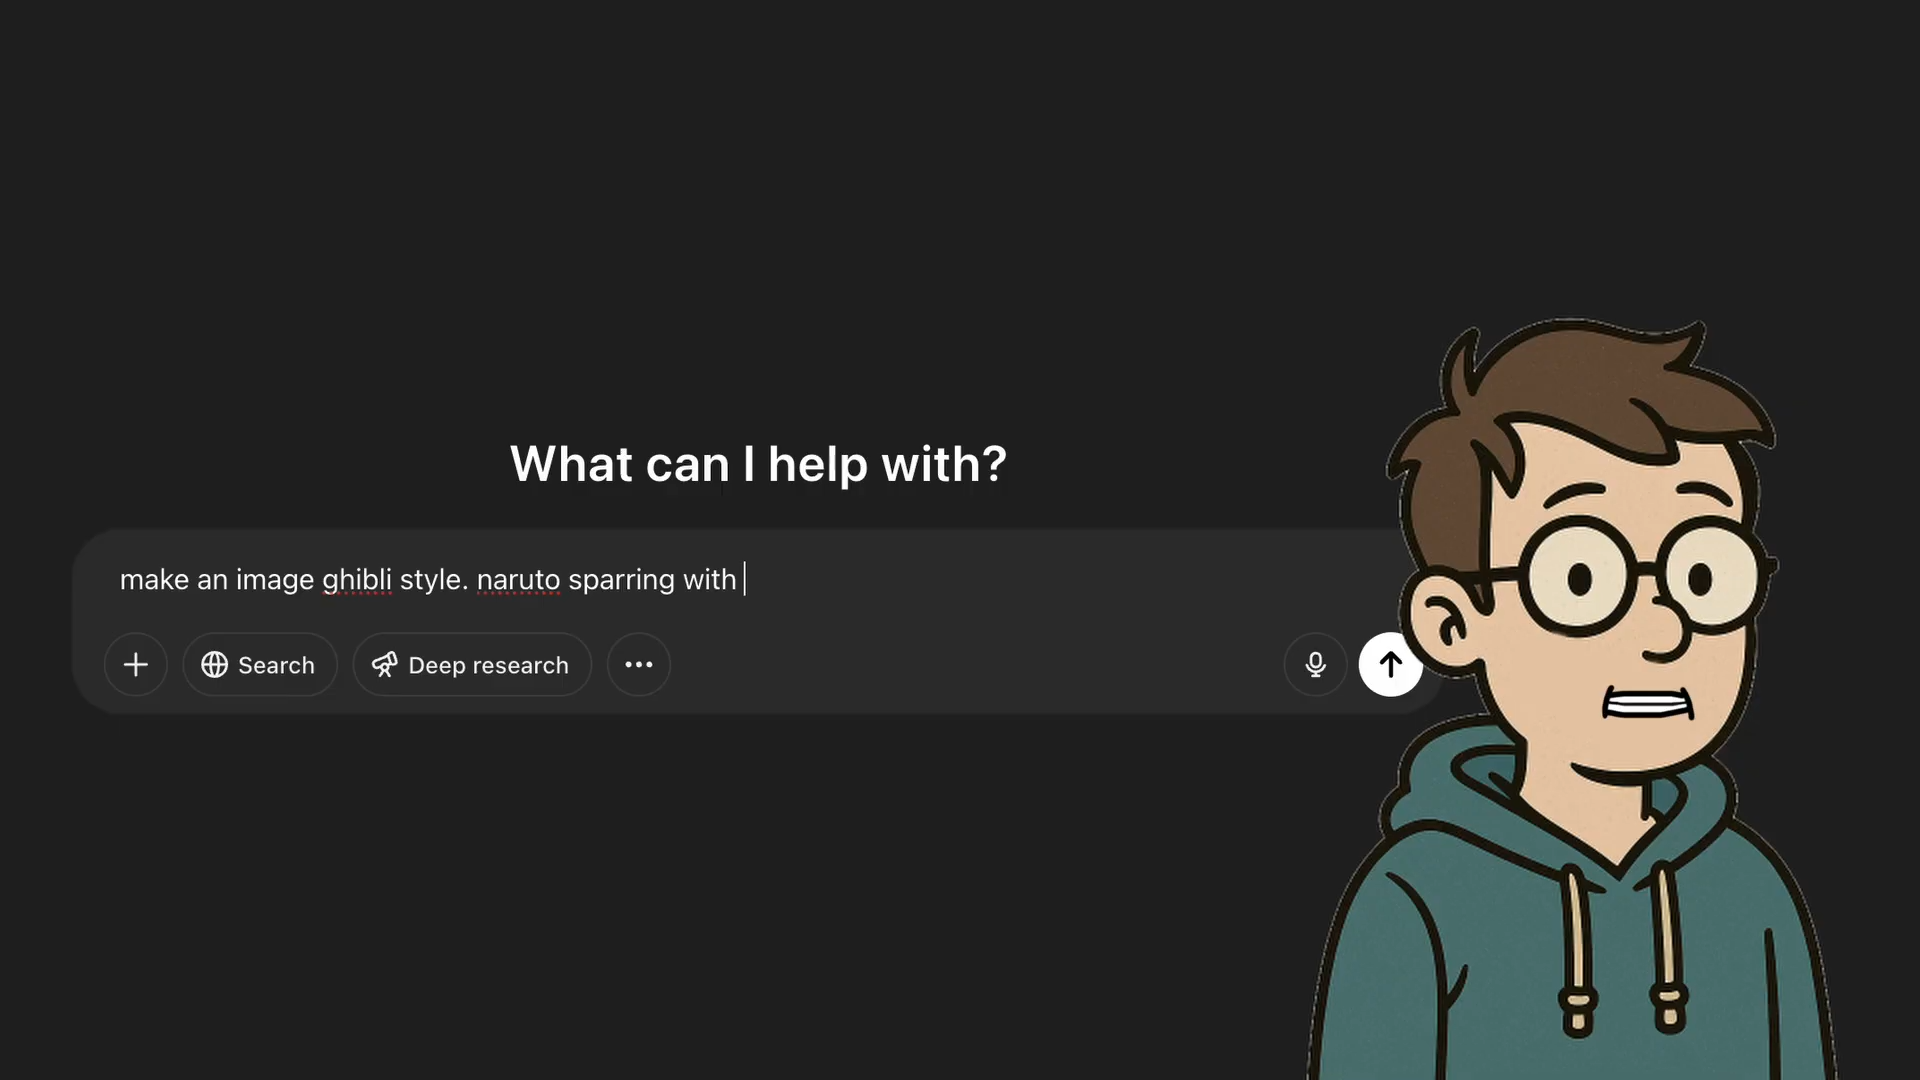 What can I help with?
make an image ghibli style. naruto sparring with
Search
Deep research